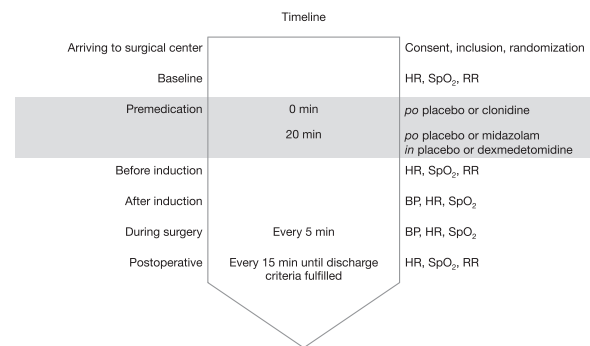 Timeline
Arriving to surgical center Consent, inclusion, randomization
Baseline HR, SpO₂, RR
Premedication 0 min po placebo or clonidine
20 min po placebo or midazolam
in placebo or dexmedetomidine
Before induction HR, SpO₂, RR
After induction BP, HR, SpO₂
During surgery Every 5 min BP, HR, SpO₂
Postoperative Every 15 min until discharge HR, SpO₂, RR
criteria fulfilled